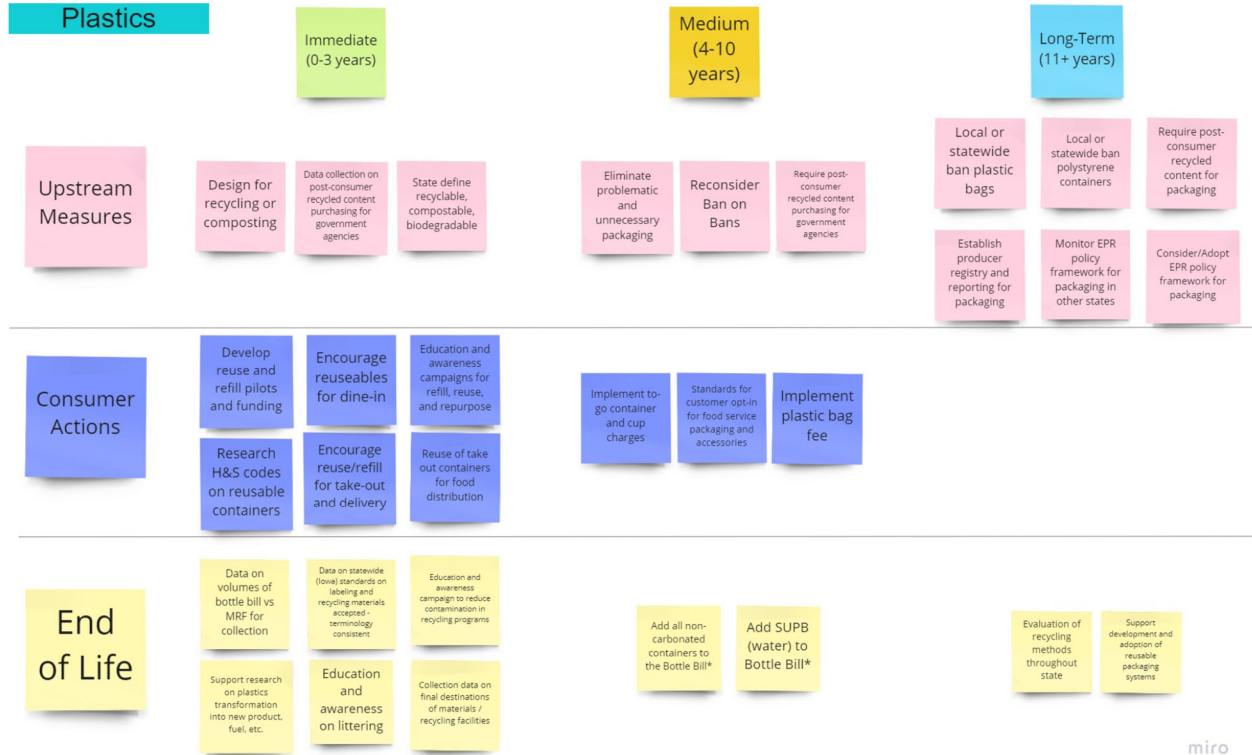 Plastics
Immediate
(0-3 years)
Medium
(4-10
years)
Long-Term
(11+ years)
Upstream
Measures
Design for
recycling or
composting
Data collection on
post-consumer
recycled content
purchasing for
government
agencies
State define
recyclable,
compostable,
biodegradable
Eliminate
problematic
and
unnecessary
packaging
Reconsider
Ban on
Bans
Require post-
consumer
recycled content
purchasing for
government
agencies
Local or
statewide
ban plastic
bags
Local or
statewide ban
polystyrene
containers
Require post-
consumer
recycled
content for
packaging
Establish
producer
registry and
reporting for
packaging
Monitor EPR
policy
framework for
packaging in
other states
Consider/Adopt
EPR policy
framework for
packaging
Consumer
Actions
Develop
reuse and
refill pilots
and funding
Encourage
reuseables
for dine-in
Education and
awareness
campaigns for
refill, reuse,
and repurpose
Research
H&S codes
on reusable
containers
Encourage
reuse/refill
for take-out
and delivery
Reuse of take
out containers
for food
distribution
Implement to-
go container
and cup
charges
Standards for
customer opt-in
for food service
packaging and
accessories
Implement
plastic bag
fee
End
of Life
Data on
volumes of
bottle bill vs
MRF for
collection
Data on statewide
(Iowa) standards on
labeling and
recycling materials
accepted -
terminology
consistent
Education and
awareness
campaign to reduce
contamination in
recycling programs
Support research
on plastics
transformation
into new product,
fuel, etc.
Education
and
awareness
on littering
Collection data on
final destinations
of materials /
recycling facilities
Add all non-
carbonated
containers to
the Bottle Bill*
Add SUPB
(water) to
Bottle Bill*
Evaluation of
recycling
methods
throughout
state
Support
development and
adoption of
reusable
packaging
systems
miro